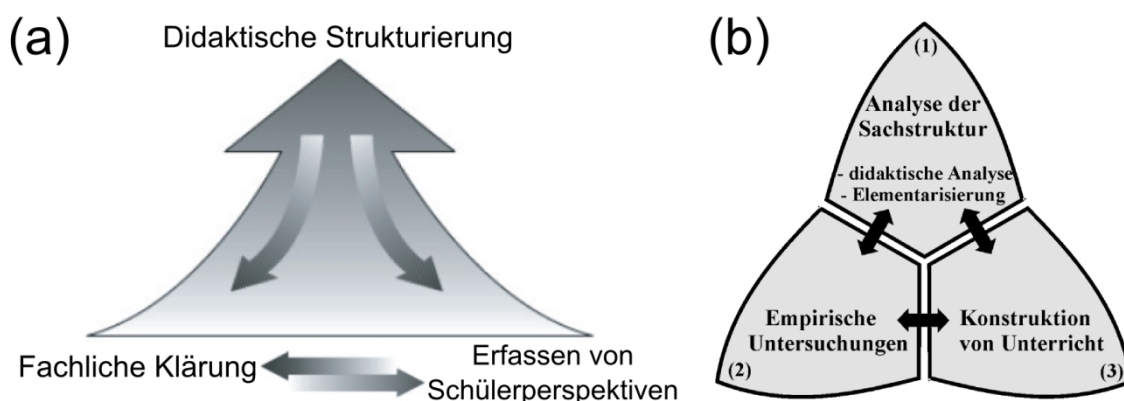 (a)
Didaktische Strukturierung
Fachliche Klärung
Erfassen von
Schülerperspektiven
(b)
(1)
Analyse der
Sachstruktur
- didaktische Analyse
- Elementarisierung
Empirische
Untersuchungen
(2)
Konstruktion
von Unterricht
(3)